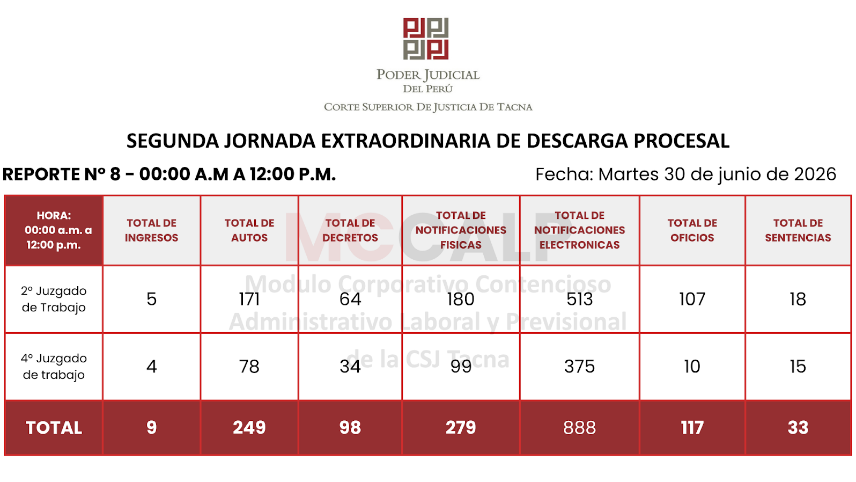 PODER JUDICIAL
DEL PERÚ
CORTE SUPERIOR DE JUSTICIA DE TACNA
SEGUNDA JORNADA EXTRAORDINARIA DE DESCARGA PROCESAL
REPORTE N° 8 - 00:00 A.M A 12:00 P.M. Fecha: Martes 30 de junio de 2026
HORA:
00:00 a.m. a
12:00 p.m.
TOTAL DE
INGRESOS
TOTAL DE
AUTOS
TOTAL DE
DECRETOS
TOTAL DE
NOTIFICACIONES
FISICAS
TOTAL DE
NOTIFICACIONES
ELECTRONICAS
TOTAL DE
OFICIOS
TOTAL DE
SENTENCIAS
MCCALP
Modulo Corporativo Contencioso
Administrativo Laboral y Previsional
de la CSJ Tacna
2° Juzgado
de Trabajo
5 171 64 180 513 107 18
4° Juzgado
de trabajo
4 78 34 99 375 10 15
TOTAL 9 249 98 279 888 117 33